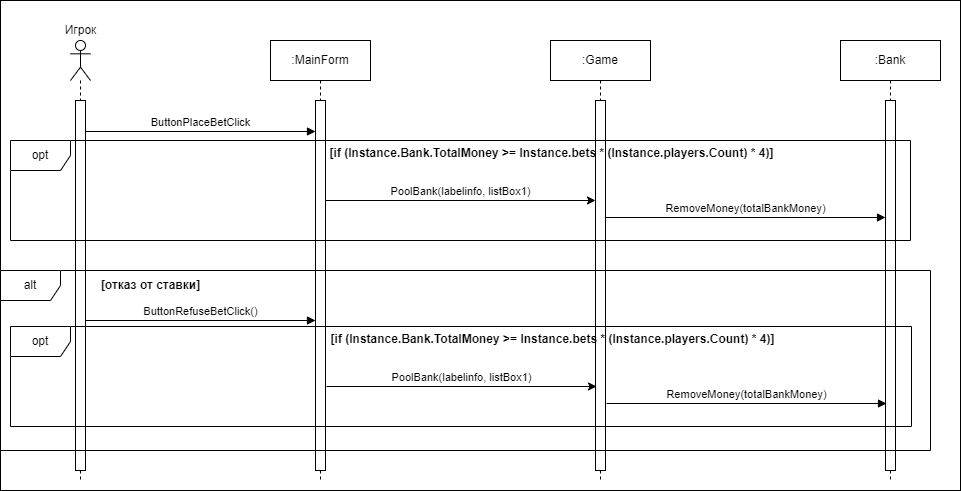 Игрок
:MainForm
:Game
:Bank
ButtonPlaceBetClick
opt
[if (Instance.Bank.TotalMoney >= Instance.bets * (Instance.players.Count) * 4)]
PoolBank(labelinfo, listBox1)
RemoveMoney(totalBankMoney)
alt
[отказ от ставки]
ButtonRefuseBetClick()
opt
[if (Instance.Bank.TotalMoney >= Instance.bets * (Instance.players.Count) * 4)]
PoolBank(labelinfo, listBox1)
RemoveMoney(totalBankMoney)